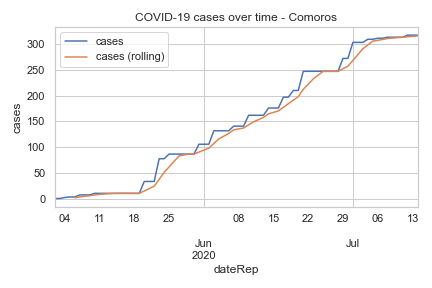 COVID-19 cases over time - Comoros
cases
cases (rolling)
300
250
200
150
100
50
0
cases
04 11 18 25 08 15 22 29 06 13
Jun Jul
2020
dateRep